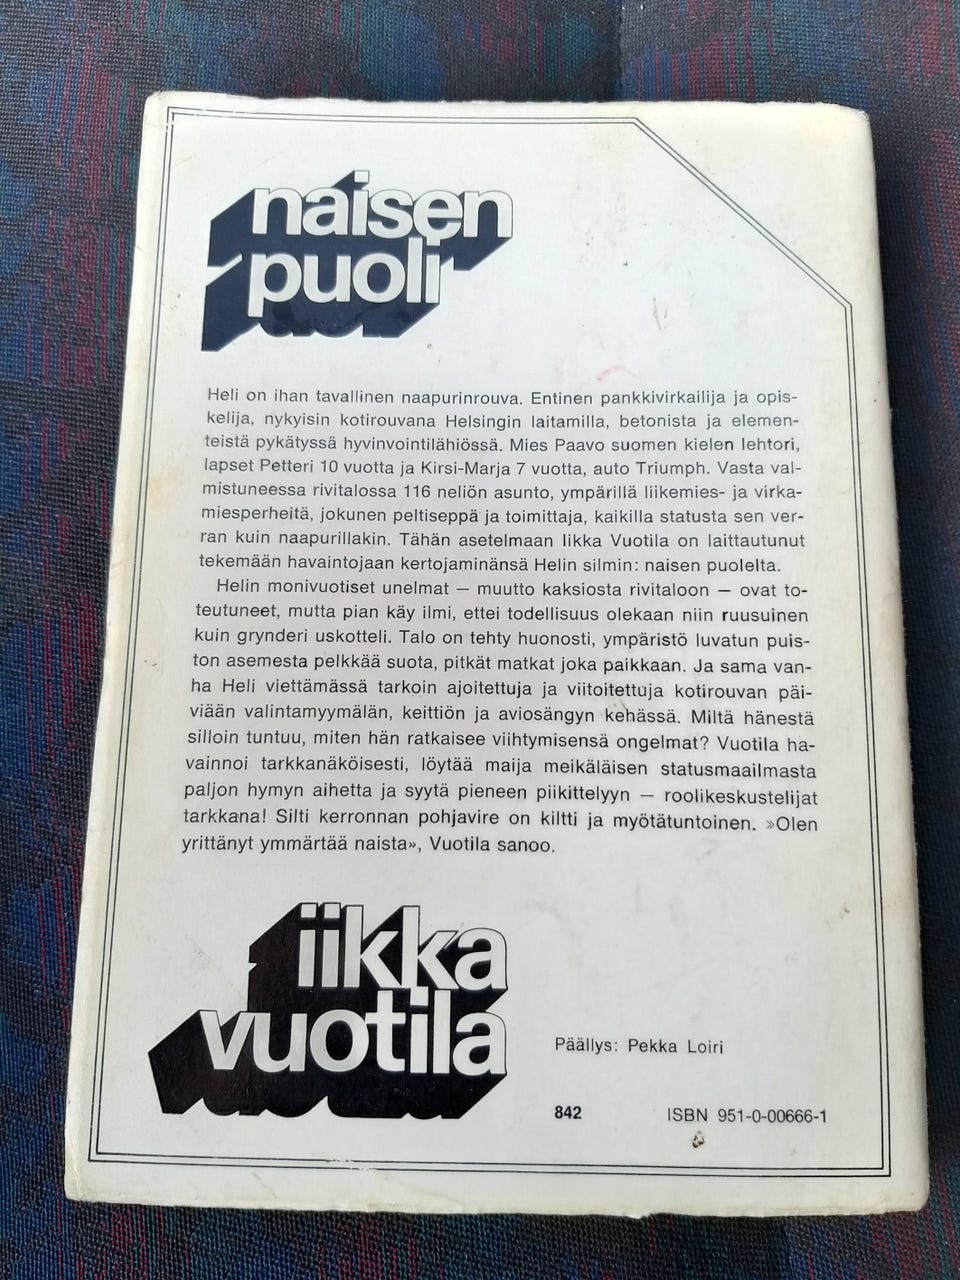 naisen
puoli
Heli on ihan tavallinen naapurinrouva. Entinen pankkivirkailija ja opis-
kelija, nykyisin kotirouvana Helsingin laitamilla, betonista ja elemen-
teistä pykätyssä hyvinvointilähiössä. Mies Paavo suomen kielen lehtori,
lapset Petteri 10 vuotta ja Kirsi-Marja 7 vuotta, auto Triumph. Vasta val-
mistuneessa rivitalossa 116 neliön asunto, ympärillä liikemies- ja virka-
miesperheitä, jokunen peltiseppä ja toimittaja, kaikilla statusta sen ver-
ran kuin naapurillakin. Tähän asetelmaan Iikka Vuotila on laittautunut
tekemään havaintojaan kertojaminänsä Helin silmin: naisen puolelta.
Helin monivuotiset unelmat — muutto kaksiosta rivitaloon — ovat to-
teutuneet, mutta pian käy ilmi, ettei todellisuus olekaan niin ruusuinen
kuin grynderi uskotteli. Talo on tehty huonosti, ympäristö luvatun puis-
ton asemesta pelkkää suota, pitkät matkat joka paikkaan. Ja sama van-
ha Heli viettämässä tarkoin ajoitettuja ja viitoitettuja kotirouvan päi-
viään valintamyymälän, keittiön ja aviosängyn kehässä. Miltä hänestä
silloin tuntuu, miten hän ratkaisee viihtymisensä ongelmat? Vuotila ha-
vainnoi tarkkanäköisesti, löytää maija meikäläisen statusmaailmasta
paljon hymyn aihetta ja syytä pieneen piikittelyyn — roolikeskustelijat
tarkkana! Silti kerronnan pohjavire on kiltti ja myötätuntoinen. »Olen
yrittänyt ymmärtää naista», Vuotila sanoo.
iikka
vuotila
Päällys: Pekka Loiri
842 ISBN 951-0-00666-1